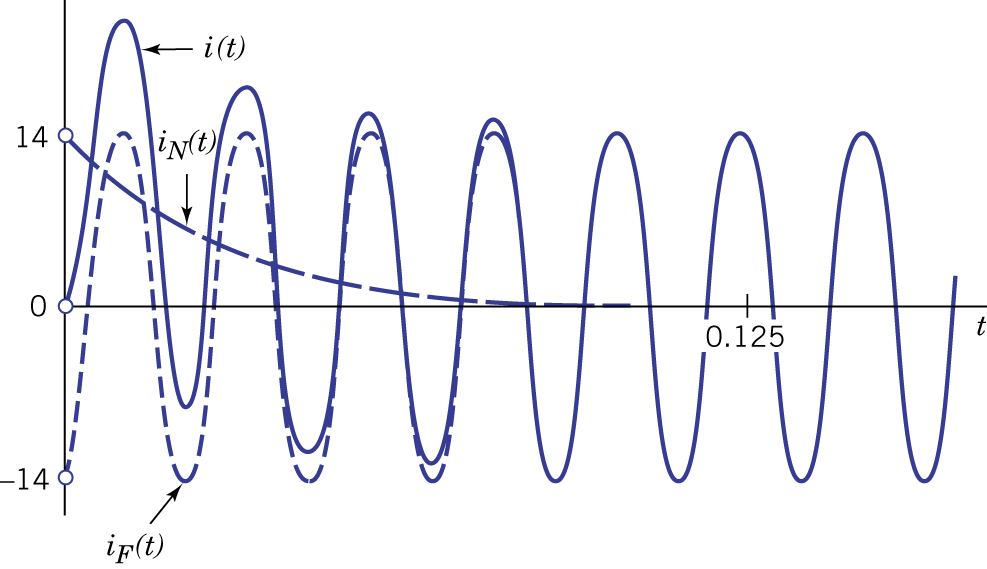 i(t)
14
i_N(t)
0
0.125
t
–14
i_F(t)